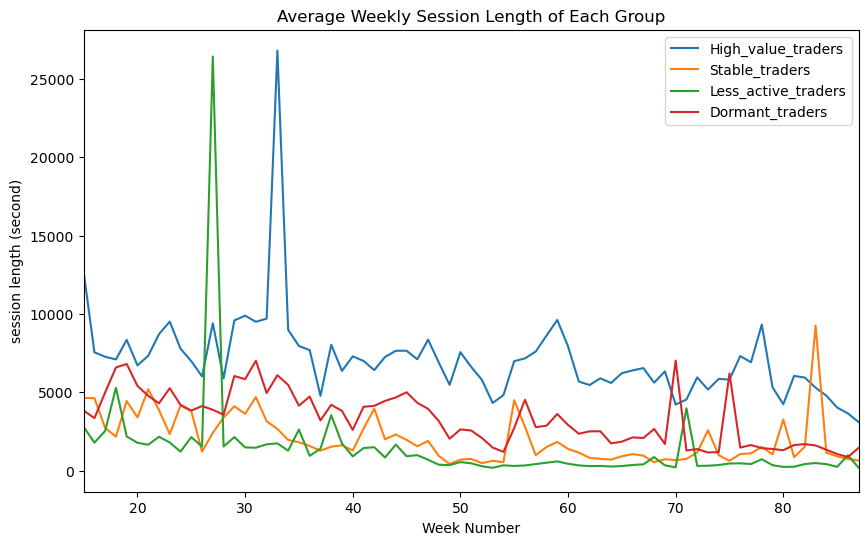 Average Weekly Session Length of Each Group
session length (second)
25000
20000
15000
10000
5000
0
High_value_traders
Stable_traders
Less_active_traders
Dormant_traders
20 30 40 50 60 70 80
Week Number